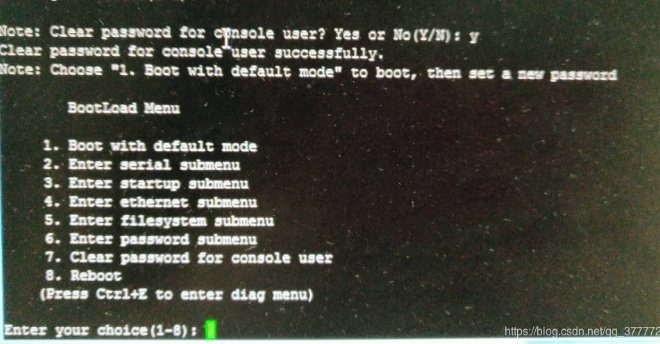 Note: Clear password for console user? Yes or No(Y/N): y
Clear password for console user successfully.
Note: Choose "1. Boot with default mode" to boot, then set a new password
BootLoad Menu
1. Boot with default mode
2. Enter serial submenu
3. Enter startup submenu
4. Enter ethernet submenu
5. Enter filesystem submenu
6. Enter password submenu
7. Clear password for console user
8. Reboot
(Press Ctrl+E to enter diag menu)
Enter your choice(1-8):
https://blog.csdn.net/qq_377772